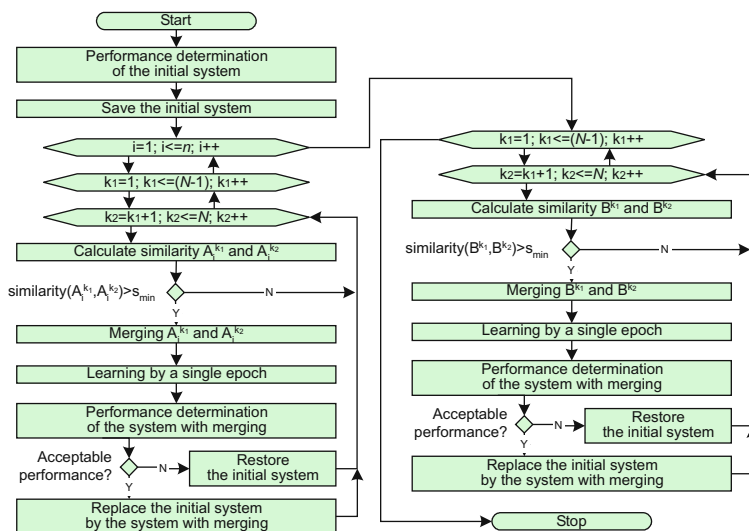 Start
Performance determination
of the initial system
Save the initial system
i=1; i<=n; i++
k₁=1; k₁<=(N-1); k₁++
k₂=k₁+1; k₂<=N; k₂++
Calculate similarity Aᵢᵏ¹ and Aᵢᵏ²
similarity(Aᵢᵏ¹,Aᵢᵏ²)>sₘᵢₙ
N
Y
Merging Aᵢᵏ¹ and Aᵢᵏ²
Learning by a single epoch
Performance determination
of the system with merging
Acceptable
performance?
N
Restore
the initial system
Y
Replace the initial system
by the system with merging
k₁=1; k₁<=(N-1); k₁++
k₂=k₁+1; k₂<=N; k₂++
Calculate similarity Bᵏ¹ and Bᵏ²
similarity(Bᵏ¹,Bᵏ²)>sₘᵢₙ
N
Y
Merging Bᵏ¹ and Bᵏ²
Learning by a single epoch
Performance determination
of the system with merging
Acceptable
performance?
N
Restore
the initial system
Y
Replace the initial system
by the system with merging
Stop